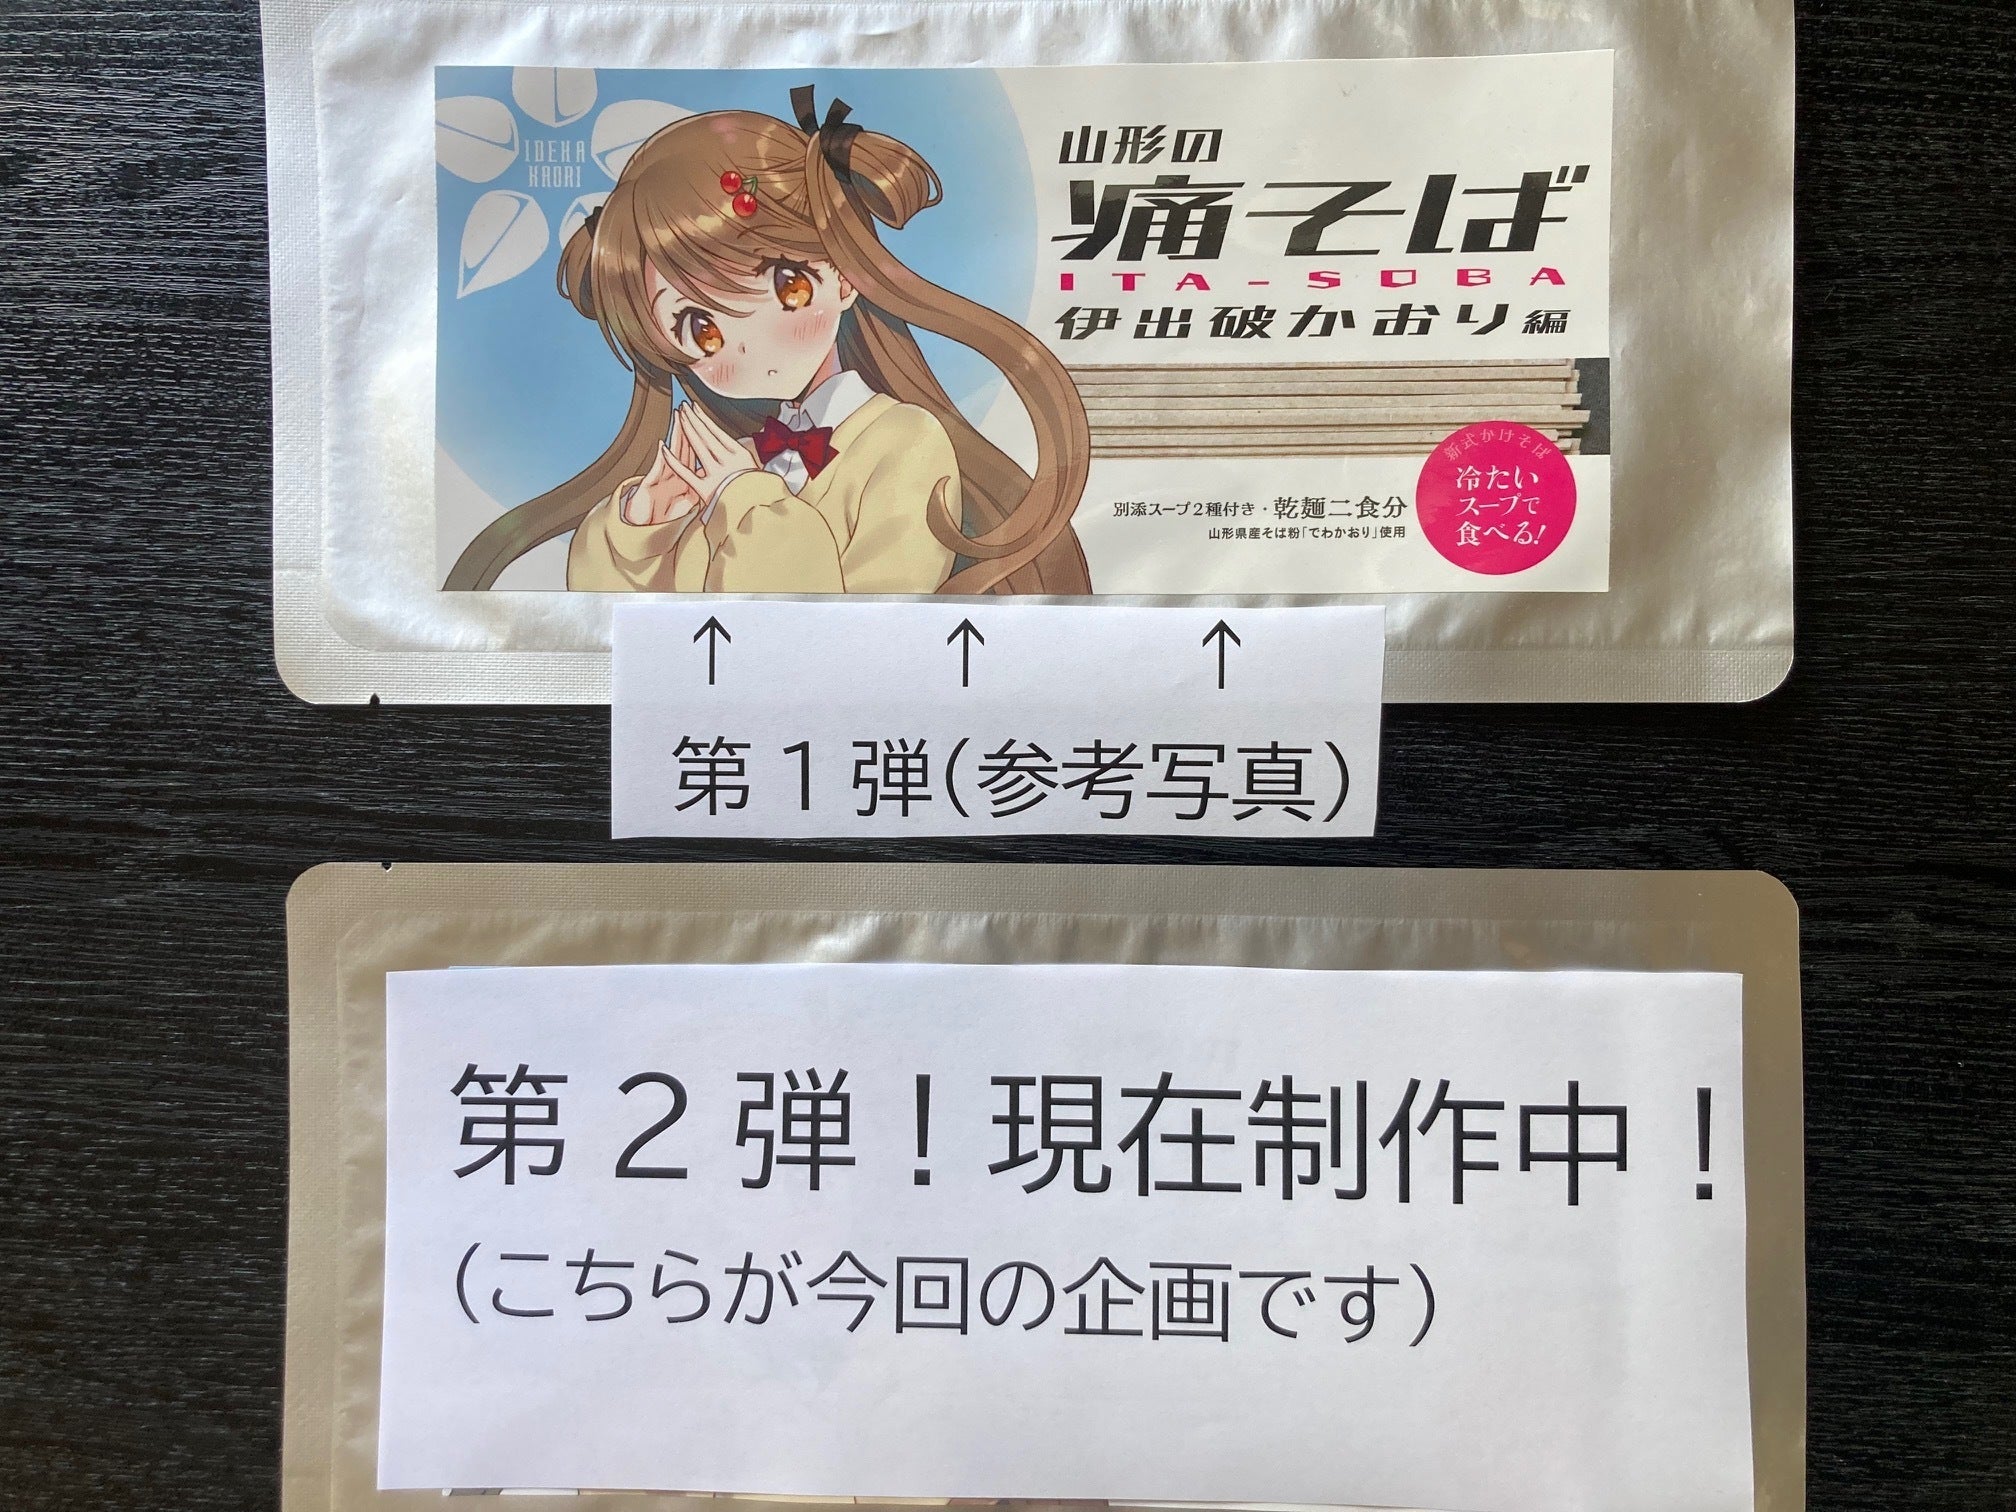 IDEHA
KAORI
山形の
痛そば
ITA-SOBA
伊出破かおり編
新式かけそば
冷たい
スープで
食べる!
別添スープ2種付き・乾麺二食分
山形県産そば粉「でわかおり」使用
↑ ↑ ↑
第1弾(参考写真)
第2弾!現在制作中!
(こちらが今回の企画です)